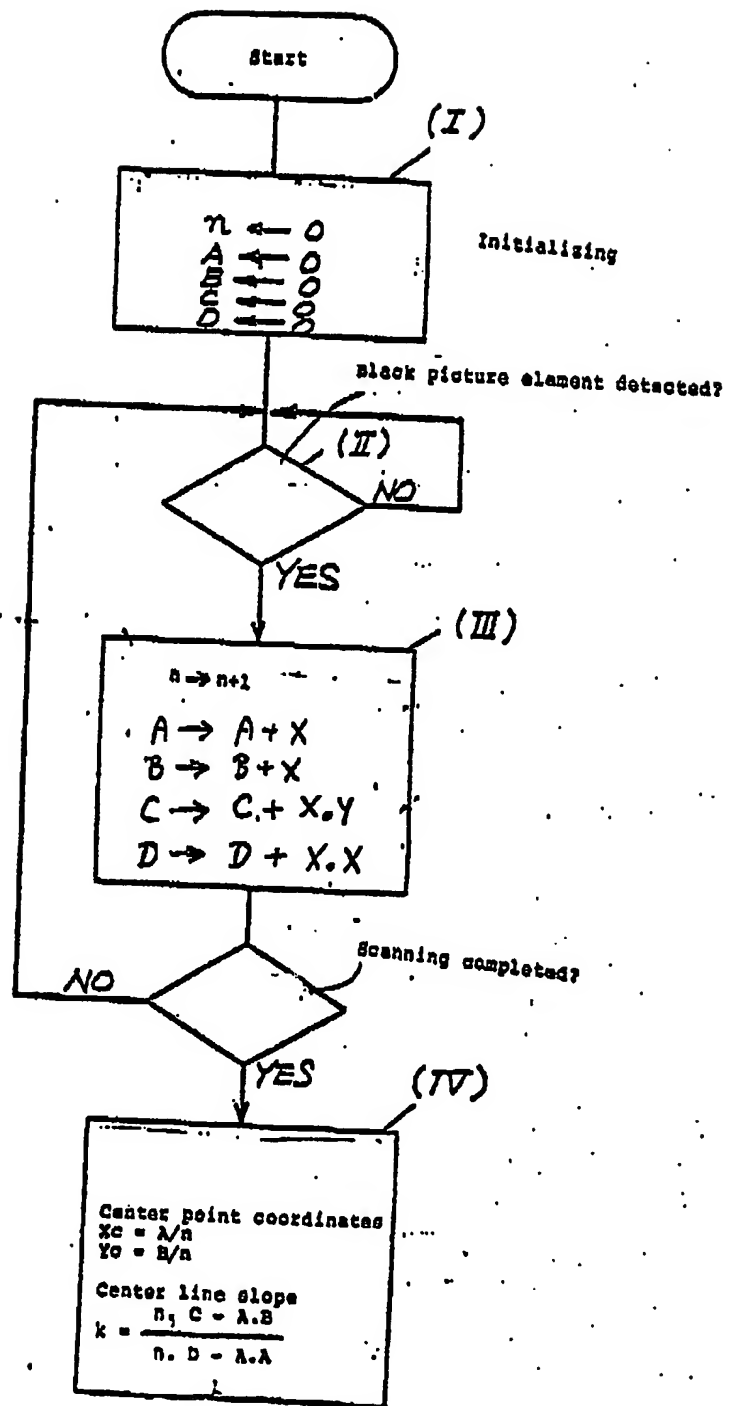 Start
(I)
n ← 0
A ← 0
B ← 0
C ← 0
D ← 0
Initializing
Black picture element detected?
(II)
NO
YES
(III)
n → n+1
A → A + X
B → B + X
C → C + X.Y
D → D + X.X
Scanning completed?
NO
YES
(IV)
Center point coordinates
Xc = A/n
Yc = B/n
Center line slope
k = n, C - A.B
n. D - A.A